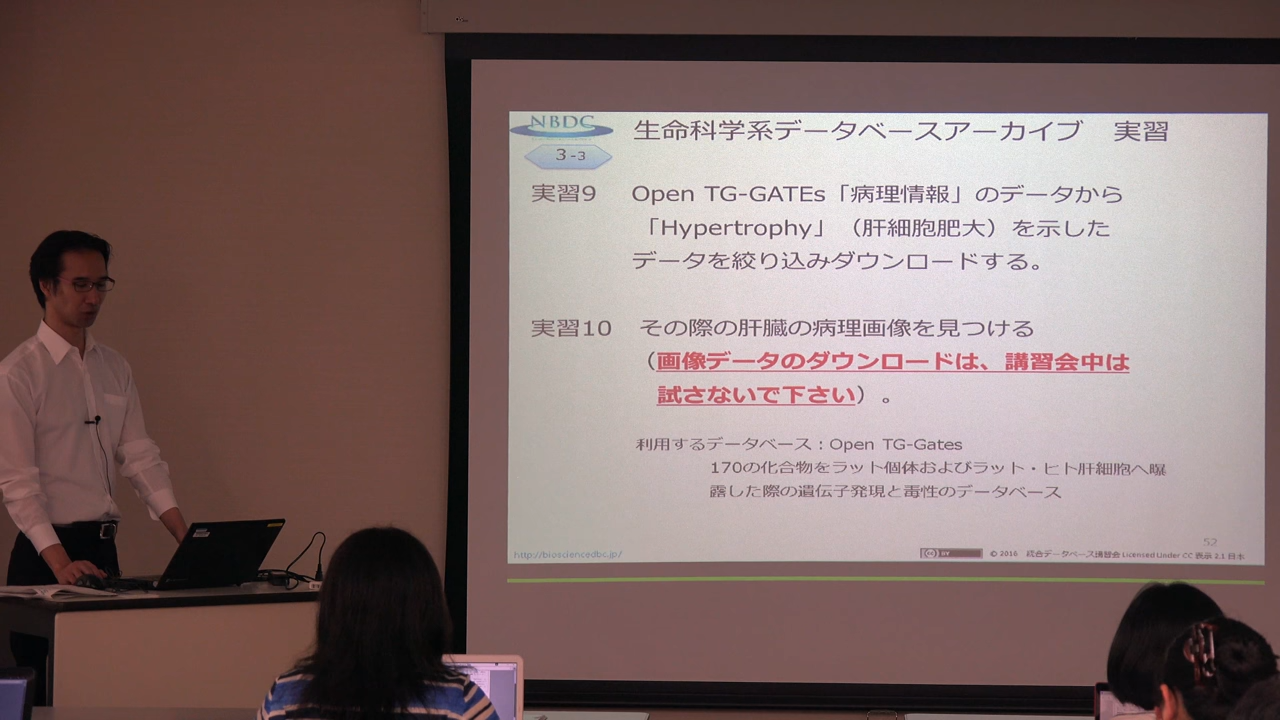 NBDC
3-3
生命科学系データベースアーカイブ　実習
実習9　Open TG-GATEs「病理情報」のデータから
「Hypertrophy」（肝細胞肥大）を示した
データを絞り込みダウンロードする。
実習10　その際の肝臓の病理画像を見つける
（画像データのダウンロードは、講習会中は
試さないで下さい）。
利用するデータベース：Open TG-Gates
170の化合物をラット個体およびラット・ヒト肝細胞へ曝
露した際の遺伝子発現と毒性のデータベース
52
http://biosciencedbc.jp/
cc BY © 2016 統合データベース講習会 Licensed Under CC 表示 2.1 日本